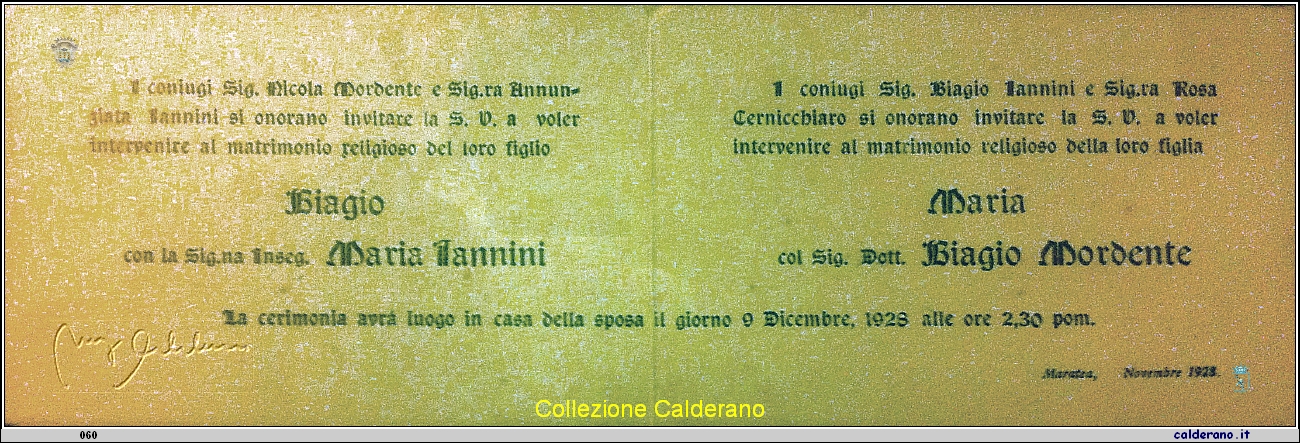 I coniugi Sig. Nicola Mordente e Sig.ra Annun-
ziata Iannini si onorano invitare la S. V. a voler
intervenire al matrimonio religioso del loro figlio
Biagio
con la Sig.na Inseg. Maria Iannini
I coniugi Sig. Biagio Iannini e Sig.ra Rosa
Cernicchiaro si onorano invitare la S. V. a voler
intervenire al matrimonio religioso della loro figlia
Maria
col Sig. Dott. Biagio Mordente
La cerimonia avrà luogo in casa della sposa il giorno 9 Dicembre, 1928 alle ore 2,30 pom.
Maratea, Novembre 1928.
Collezione Calderano
060
calderano.it